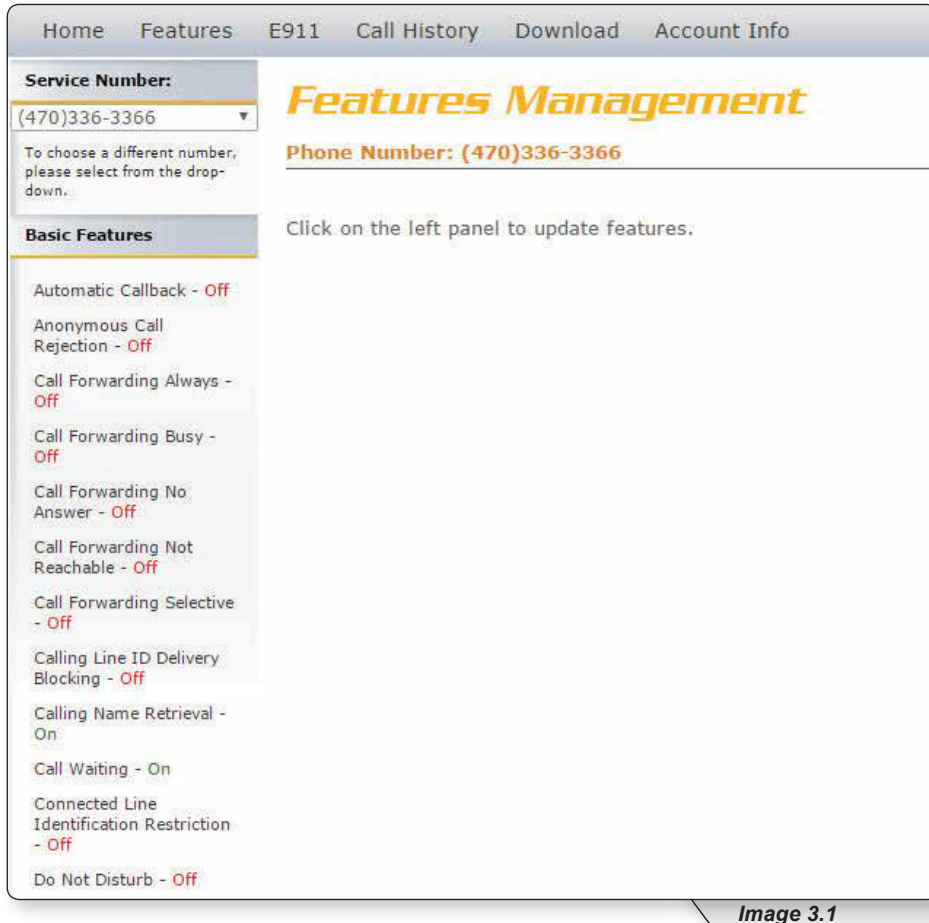 Home Features E911 Call History Download Account Info
Service Number:
(470)336-3366
To choose a different number,
please select from the drop-
down.
Basic Features
Automatic Callback - Off
Anonymous Call
Rejection - Off
Call Forwarding Always -
Off
Call Forwarding Busy -
Off
Call Forwarding No
Answer - Off
Call Forwarding Not
Reachable - Off
Call Forwarding Selective
- Off
Calling Line ID Delivery
Blocking - Off
Calling Name Retrieval -
On
Call Waiting - On
Connected Line
Identification Restriction
- Off
Do Not Disturb - Off
Features Management
Phone Number: (470)336-3366
Click on the left panel to update features.
Image 3.1